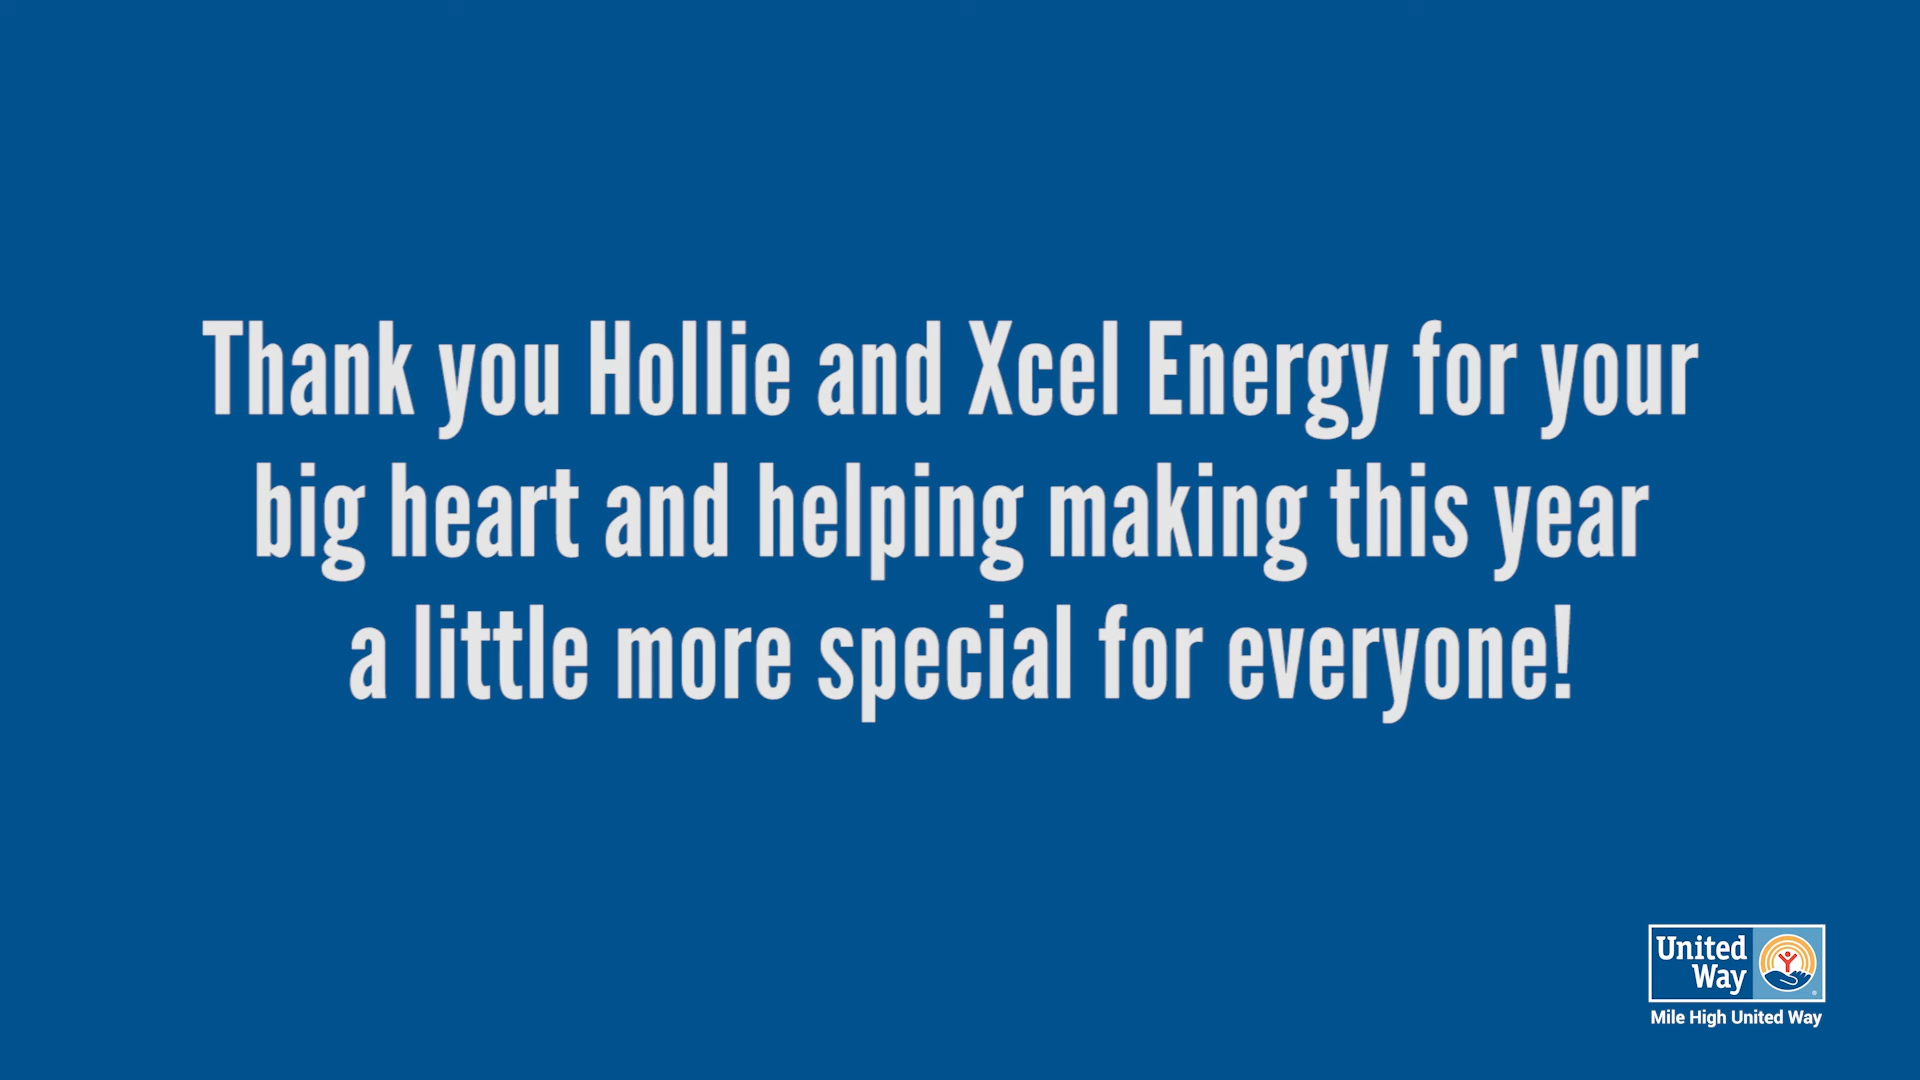 Thank you Hollie and Xcel Energy for your
big heart and helping making this year
a little more special for everyone!
United
Way
Mile High United Way